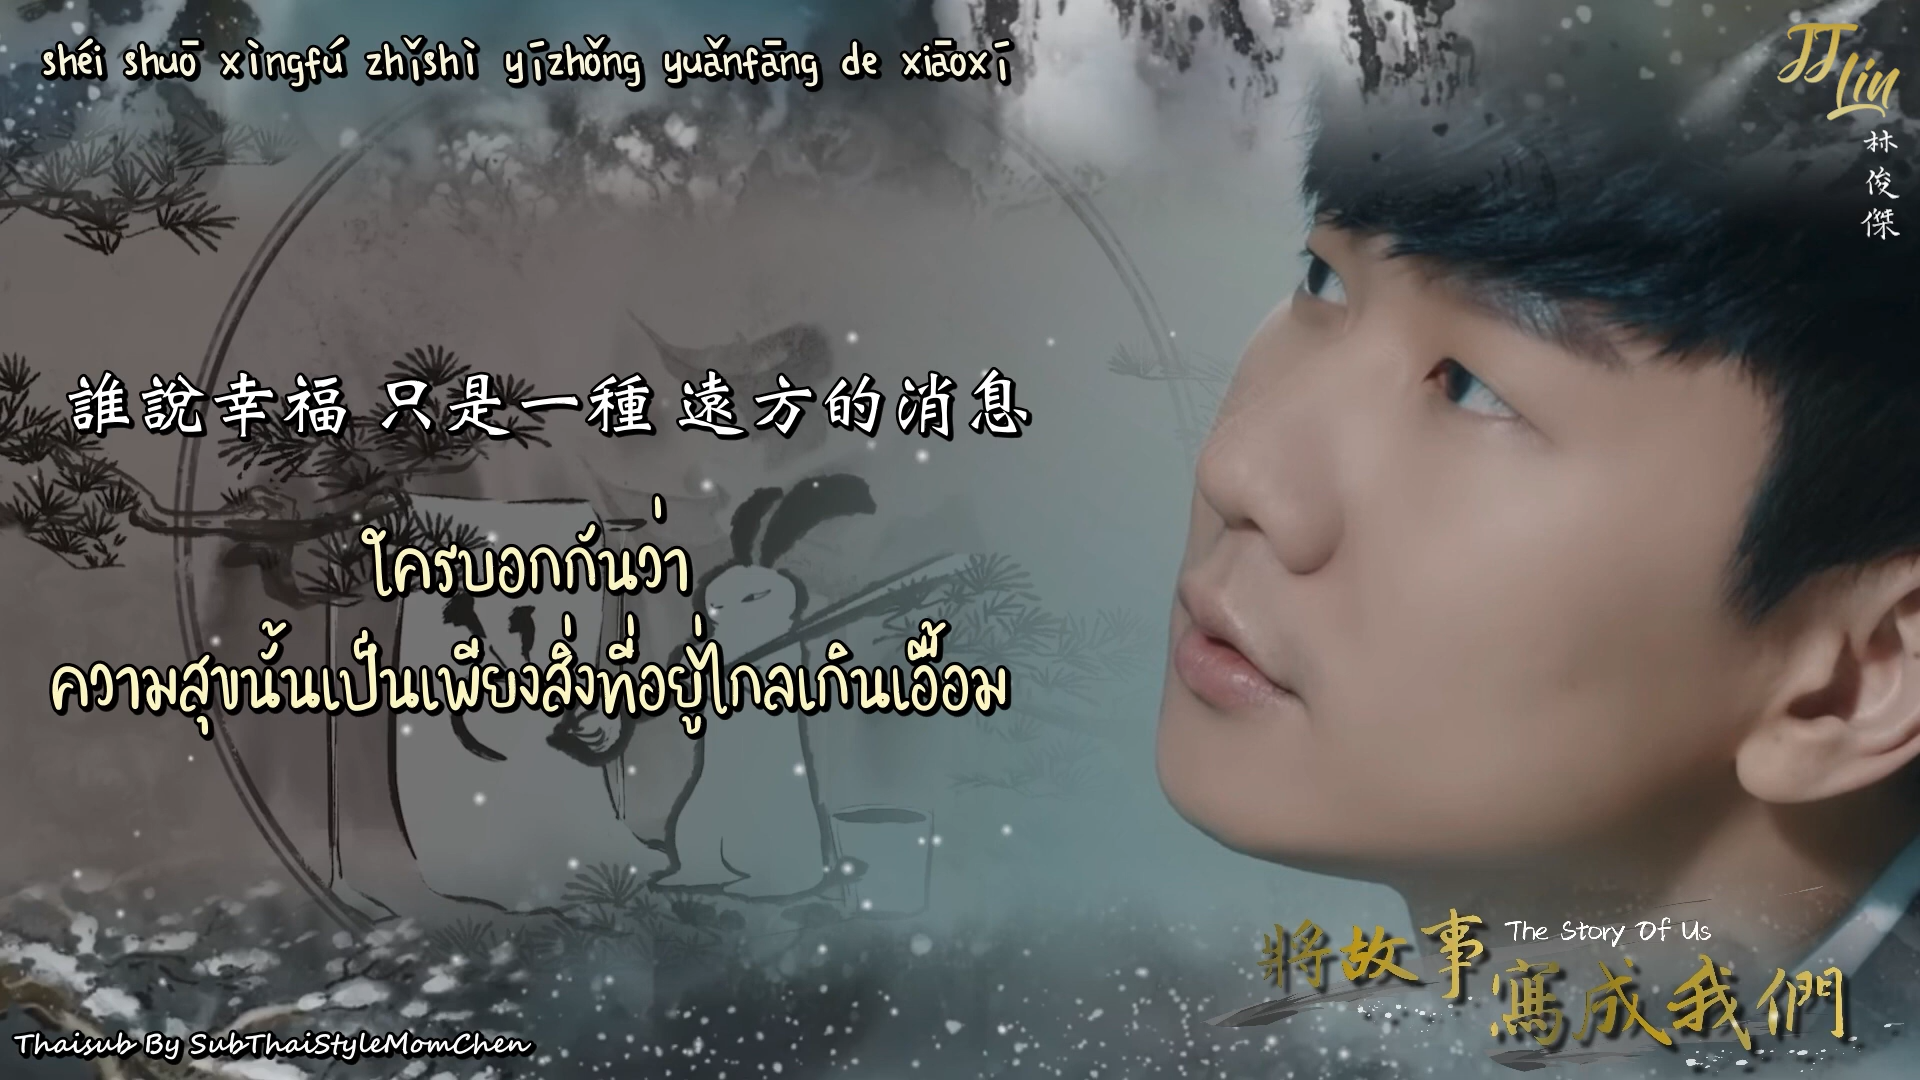 shéi shuō xìngfú zhǐshì yīzhǒng yuǎnfāng de xiāoxī
JJ Lin
林俊傑
誰說幸福 只是一種 遠方的消息
ใครบอกกันว่า
ความสุขนั้นเป็นเพียงสิ่งที่อยู่ไกลเกินเอื้อม
將故事 The Story Of Us
寫成我們
Thaisub By SubThaiStyleMomChen